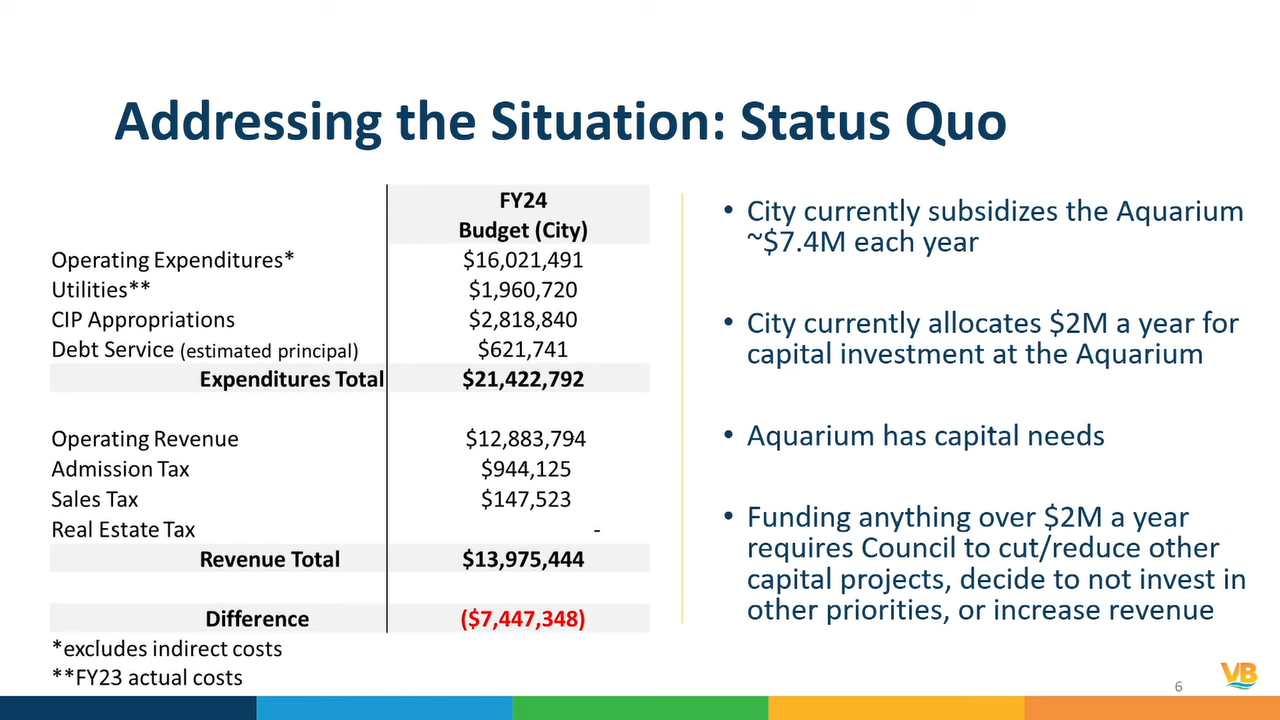 Addressing the Situation: Status Quo
FY24
Budget (City)
Operating Expenditures* $16,021,491
Utilities** $1,960,720
CIP Appropriations $2,818,840
Debt Service (estimated principal) $621,741
Expenditures Total $21,422,792
Operating Revenue $12,883,794
Admission Tax $944,125
Sales Tax $147,523
Real Estate Tax -
Revenue Total $13,975,444
Difference ($7,447,348)
*excludes indirect costs
**FY23 actual costs
• City currently subsidizes the Aquarium
~$7.4M each year
• City currently allocates $2M a year for
capital investment at the Aquarium
• Aquarium has capital needs
• Funding anything over $2M a year
requires Council to cut/reduce other
capital projects, decide to not invest in
other priorities, or increase revenue
6
VB